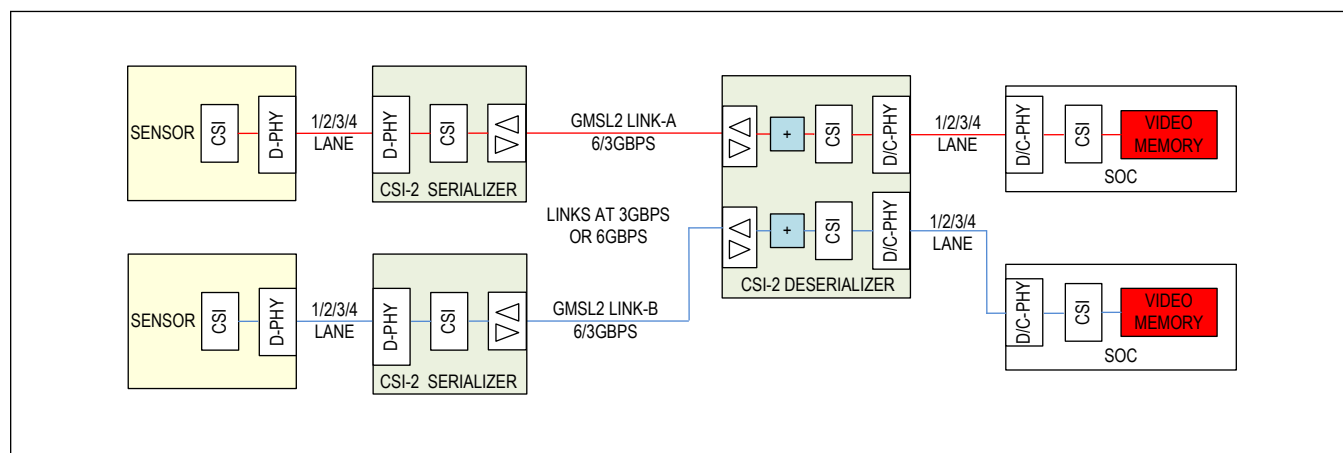 SENSOR
CSI
D-PHY
1/2/3/4
LANE
D-PHY
CSI
CSI-2 SERIALIZER
GMSL2 LINK-A
6/3GBPS
+
CSI
D/C-PHY
1/2/3/4
LANE
D/C-PHY
CSI
VIDEO
MEMORY
SOC
LINKS AT 3GBPS
OR 6GBPS
+
CSI
D/C-PHY
CSI-2 DESERIALIZER
1/2/3/4
LANE
SENSOR
CSI
D-PHY
1/2/3/4
LANE
D-PHY
CSI
CSI-2 SERIALIZER
GMSL2 LINK-B
6/3GBPS
D/C-PHY
CSI
VIDEO
MEMORY
SOC